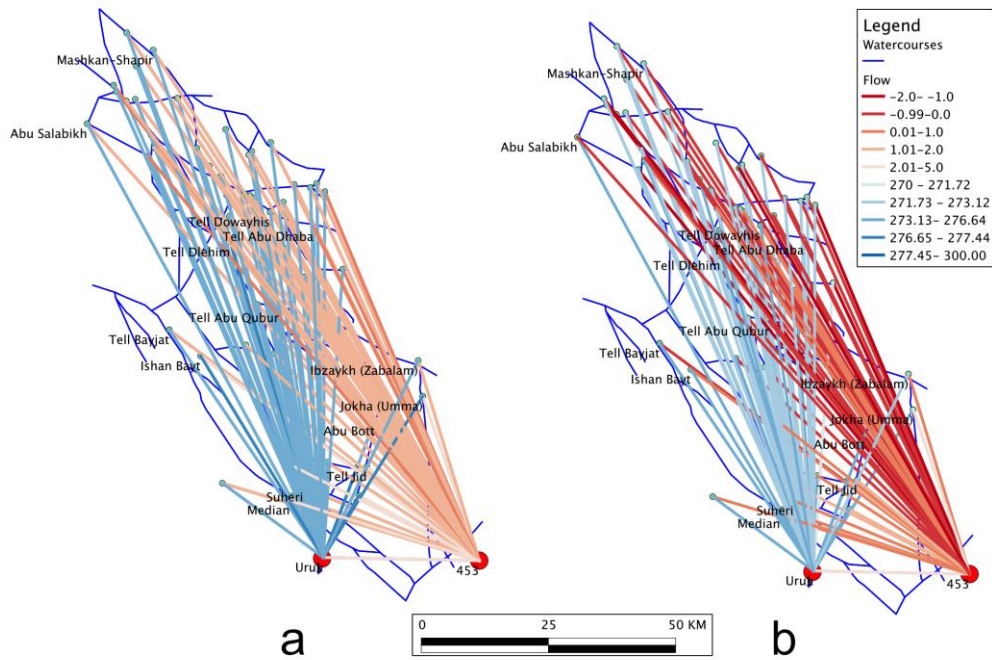 Mashkan-Shapir
Abu Salabikh
Tell Dowayhis
Tell Abu Dhaba
Tell Dlehim
Tell Abu Qubur
Tell Bayjat
Ishan Bayt
Ibzaykh (Zabalam)
Jokha (Umma)
Abu Bott
Tell Jid
Suheri
Median
Uruk
453
a
Mashkan-Shapir
Abu Salabikh
Tell Dowayhis
Tell Abu Dhaba
Tell Dlehim
Tell Abu Qubur
Tell Bayjat
Ishan Bayt
Ibzaykh (Zabalam)
Jokha (Umma)
Abu Bott
Tell Jid
Suheri
Median
Uruk
453
b
Legend
Watercourses
Flow
-2.0- -1.0
-0.99-0.0
0.01-1.0
1.01-2.0
2.01-5.0
270 - 271.72
271.73 - 273.12
273.13- 276.64
276.65 - 277.44
277.45- 300.00
0 25 50 KM